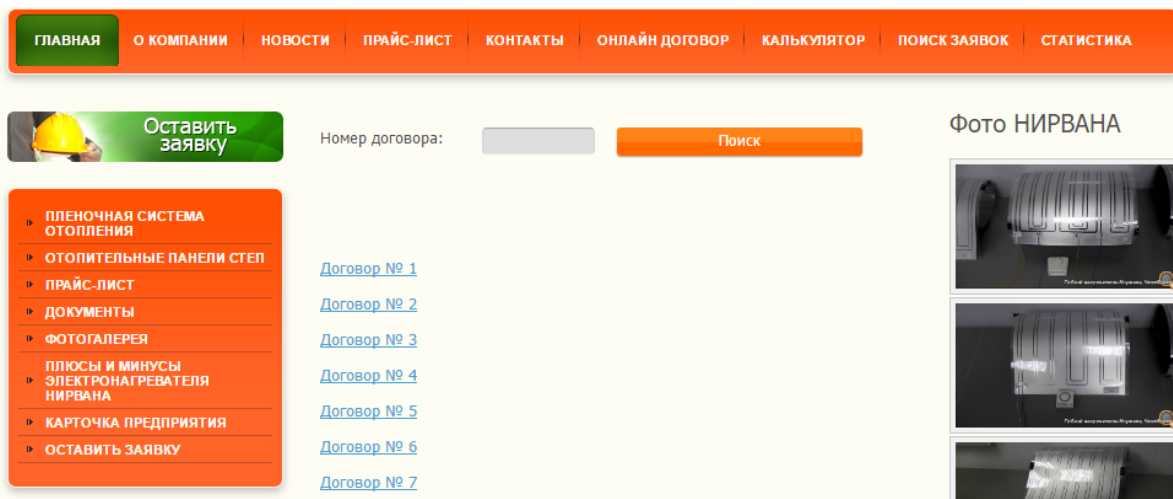 ГЛАВНАЯ О КОМПАНИИ НОВОСТИ ПРАЙС-ЛИСТ КОНТАКТЫ ОНЛАЙН ДОГОВОР КАЛЬКУЛЯТОР ПОИСК ЗАЯВОК СТАТИСТИКА
Оставить
заявку
ПЛЕНОЧНАЯ СИСТЕМА
ОТОПЛЕНИЯ
ОТОПИТЕЛЬНЫЕ ПАНЕЛИ СТЕП
ПРАЙС-ЛИСТ
ДОКУМЕНТЫ
ФОТОГАЛЕРЕЯ
ПЛЮСЫ И МИНУСЫ
ЭЛЕКТРОНАГРЕВАТЕЛЯ
НИРВАНА
КАРТОЧКА ПРЕДПРИЯТИЯ
ОСТАВИТЬ ЗАЯВКУ
Номер договора:
Поиск
Договор № 1
Договор № 2
Договор № 3
Договор № 4
Договор № 5
Договор № 6
Договор № 7
Фото НИРВАНА